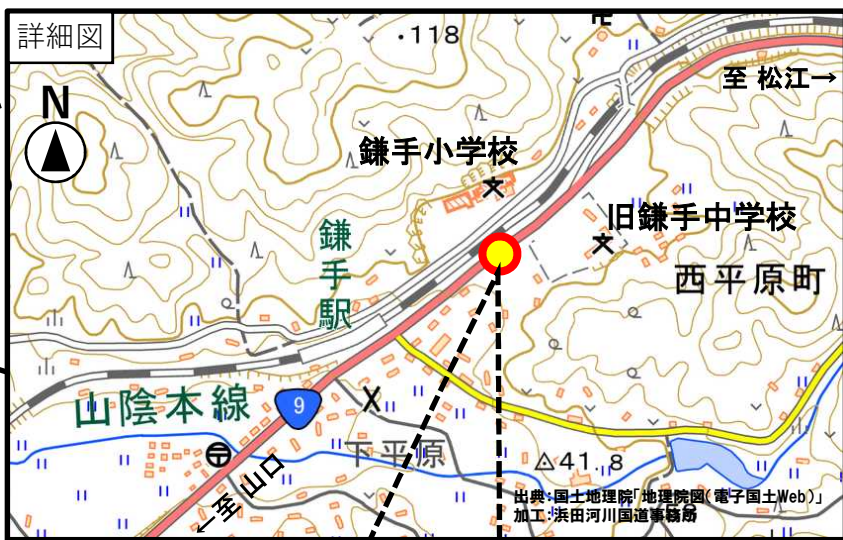 詳細図
・118
至 松江→
N
鎌手小学校
旧鎌手中学校
鎌手駅
西平原町
山陰本線
9
下平原
△41.8
←至 山口
出典：国土地理院「地理院図(電子国土Web)」
加工：浜田河川国道事務所